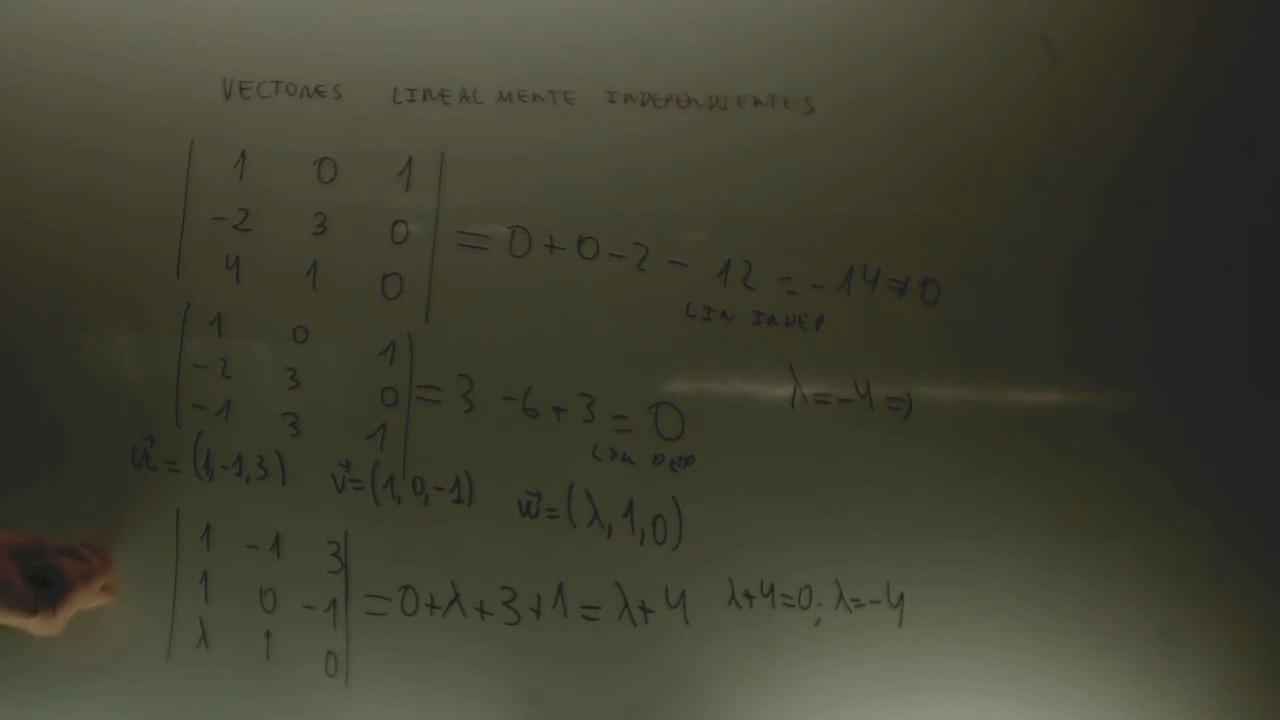 VECTORES LINEALMENTE INDEPENDIENTES
| 1 0 1 |
| -2 3 0 | = 0+0-2 - 12 = -14 ≠ 0
| 4 1 0 |
LIN INDEP
| 1 0 1 |
| -2 3 0 | = 3 -6+3 = 0
| -1 3 1 |
LIN DEP
λ=-4 ⇒
u⃗=(1,-1,3) v⃗=(1,0,-1) w⃗=(λ,1,0)
| 1 -1 3 |
| 1 0 -1 | = 0+λ+3+1 = λ+4 λ+4=0; λ=-4
| λ 1 0 |